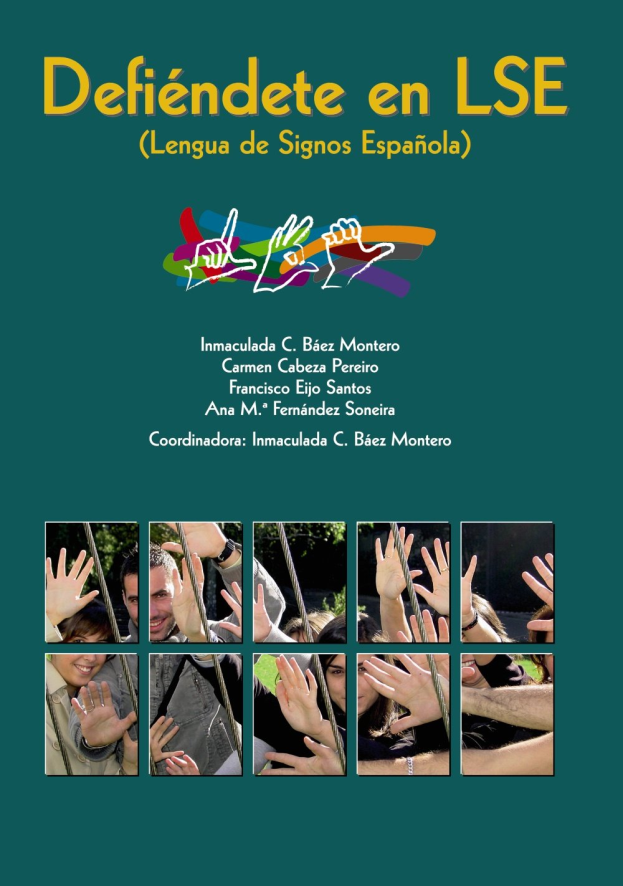 Defiéndete en LSE
(Lengua de Signos Española)
Inmaculada C. Báez Montero
Carmen Cabeza Pereiro
Francisco Eijo Santos
Ana M.ª Fernández Soneira
Coordinadora: Inmaculada C. Báez Montero